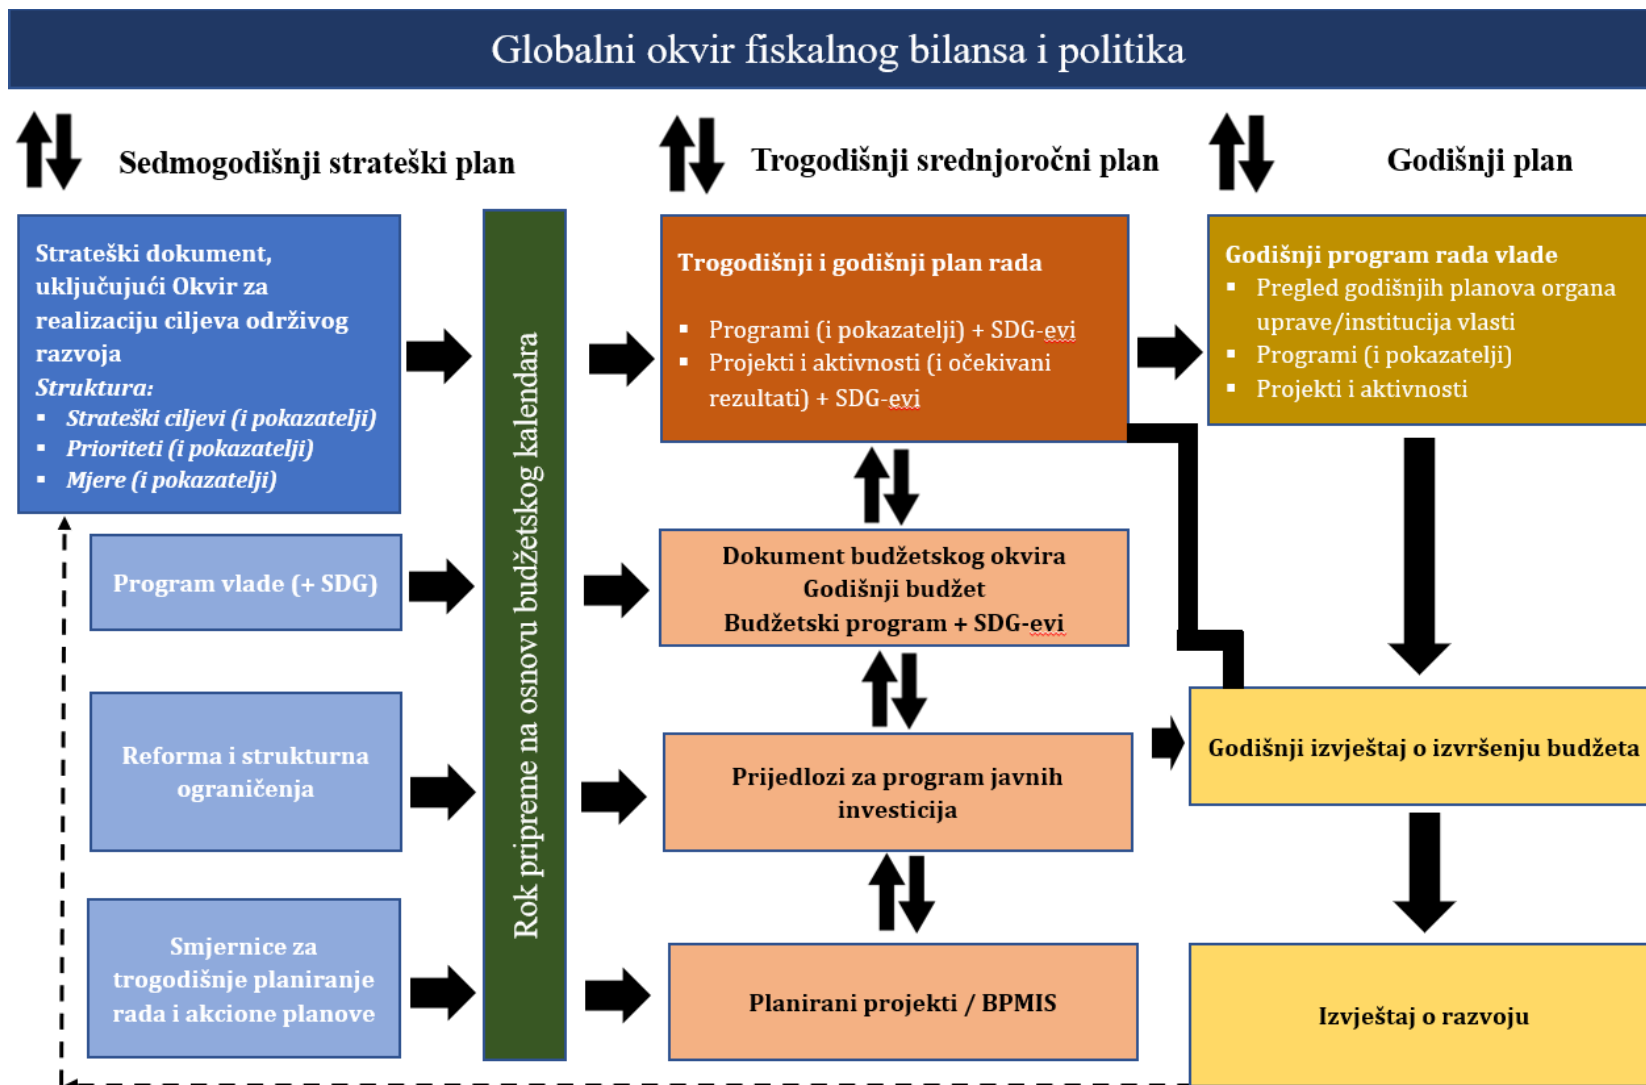 Globalni okvir fiskalnog bilansa i politika
Sedmogodišnji strateški plan
Trogodišnji srednjoročni plan
Godišnji plan
Strateški dokument,
uključujući Okvir za
realizaciju ciljeva održivog
razvoja
Struktura:
▪ Strateški ciljevi (i pokazatelji)
▪ Prioriteti (i pokazatelji)
▪ Mjere (i pokazatelji)
Program vlade (+ SDG)
Reforma i strukturna
ograničenja
Smjernice za
trogodišnje planiranje
rada i akcione planove
Rok pripreme na osnovu budžetskog kalendara
Trogodišnji i godišnji plan rada
▪ Programi (i pokazatelji) + SDG-evi
▪ Projekti i aktivnosti (i očekivani
rezultati) + SDG-evi
Dokument budžetskog okvira
Godišnji budžet
Budžetski program + SDG-evi
Prijedlozi za program javnih
investicija
Planirani projekti / BPMIS
Godišnji program rada vlade
▪ Pregled godišnjih planova organa
uprave/institucija vlasti
▪ Programi (i pokazatelji)
▪ Projekti i aktivnosti
Godišnji izvještaj o izvršenju budžeta
Izvještaj o razvoju